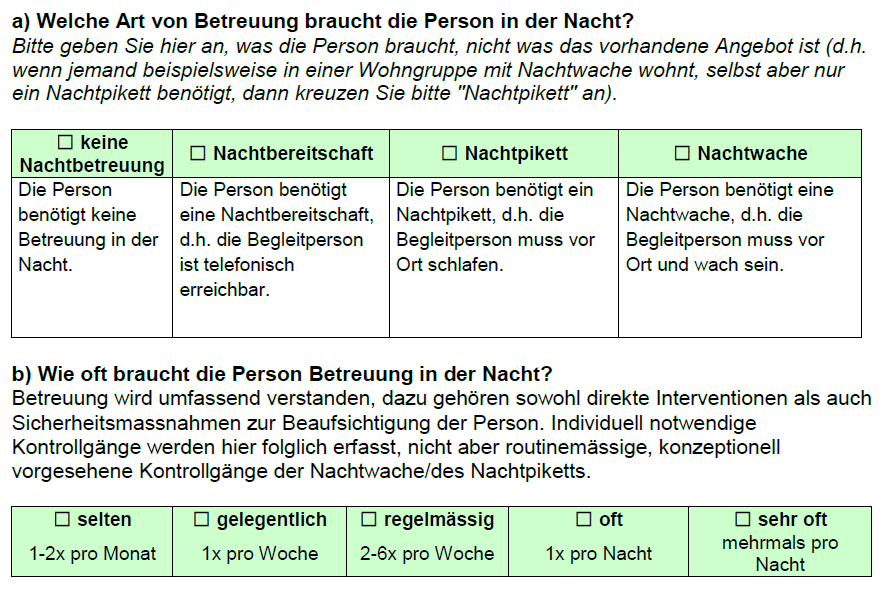 a) Welche Art von Betreuung braucht die Person in der Nacht?
Bitte geben Sie hier an, was die Person braucht, nicht was das vorhandene Angebot ist (d.h.
wenn jemand beispielsweise in einer Wohngruppe mit Nachtwache wohnt, selbst aber nur
ein Nachtpikett benötigt, dann kreuzen Sie bitte "Nachtpikett" an).
☐ keine
Nachtbetreuung
☐ Nachtbereitschaft
☐ Nachtpikett
☐ Nachtwache
Die Person
benötigt keine
Betreuung in der
Nacht.
Die Person benötigt
eine Nachtbereitschaft,
d.h. die Begleitperson
ist telefonisch
erreichbar.
Die Person benötigt ein
Nachtpikett, d.h. die
Begleitperson muss vor
Ort schlafen.
Die Person benötigt eine
Nachtwache, d.h. die
Begleitperson muss vor
Ort und wach sein.
b) Wie oft braucht die Person Betreuung in der Nacht?
Betreuung wird umfassend verstanden, dazu gehören sowohl direkte Interventionen als auch
Sicherheitsmassnahmen zur Beaufsichtigung der Person. Individuell notwendige
Kontrollgänge werden hier folglich erfasst, nicht aber routinemässige, konzeptionell
vorgesehene Kontrollgänge der Nachtwache/des Nachtpiketts.
☐ selten
1-2x pro Monat
☐ gelegentlich
1x pro Woche
☐ regelmässig
2-6x pro Woche
☐ oft
1x pro Nacht
☐ sehr oft
mehrmals pro
Nacht